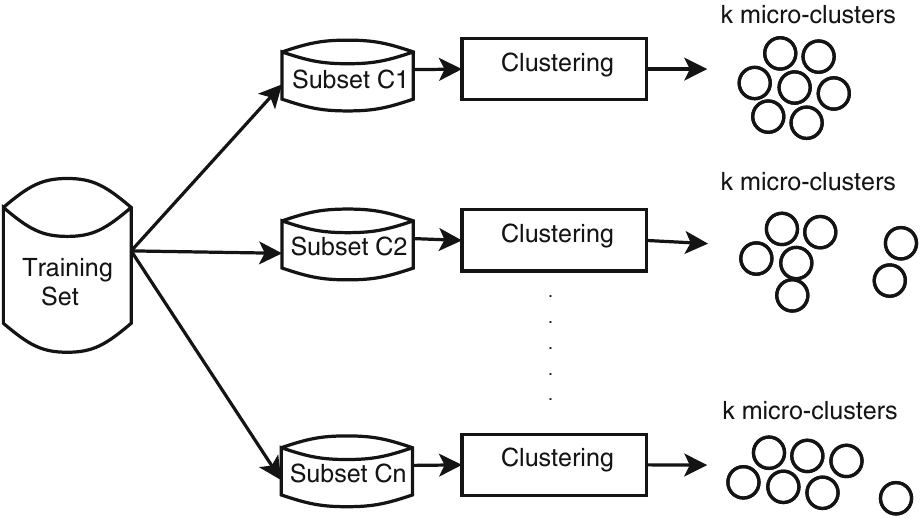 k micro-clusters
Subset C1
Clustering
k micro-clusters
Subset C2
Clustering
Training
Set
k micro-clusters
Subset Cn
Clustering